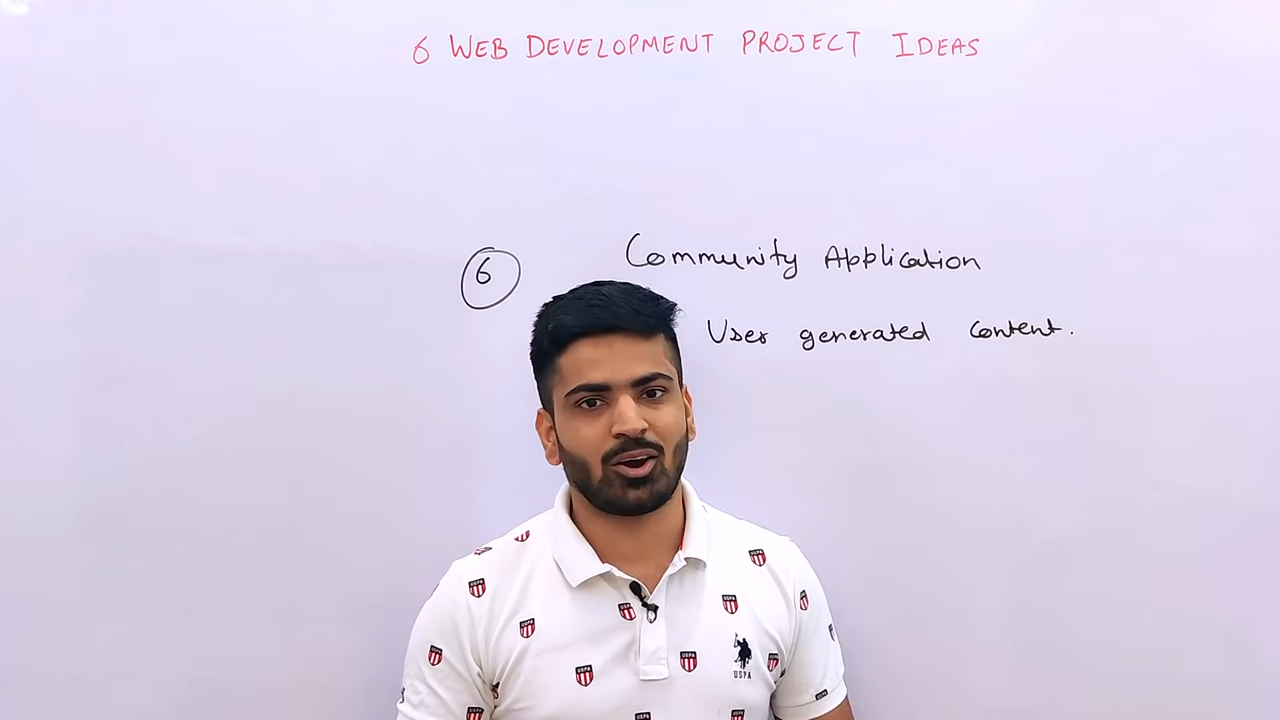 6 WEB DEVELOPMENT PROJECT IDEAS
6
Community Application
User generated content.
USPA